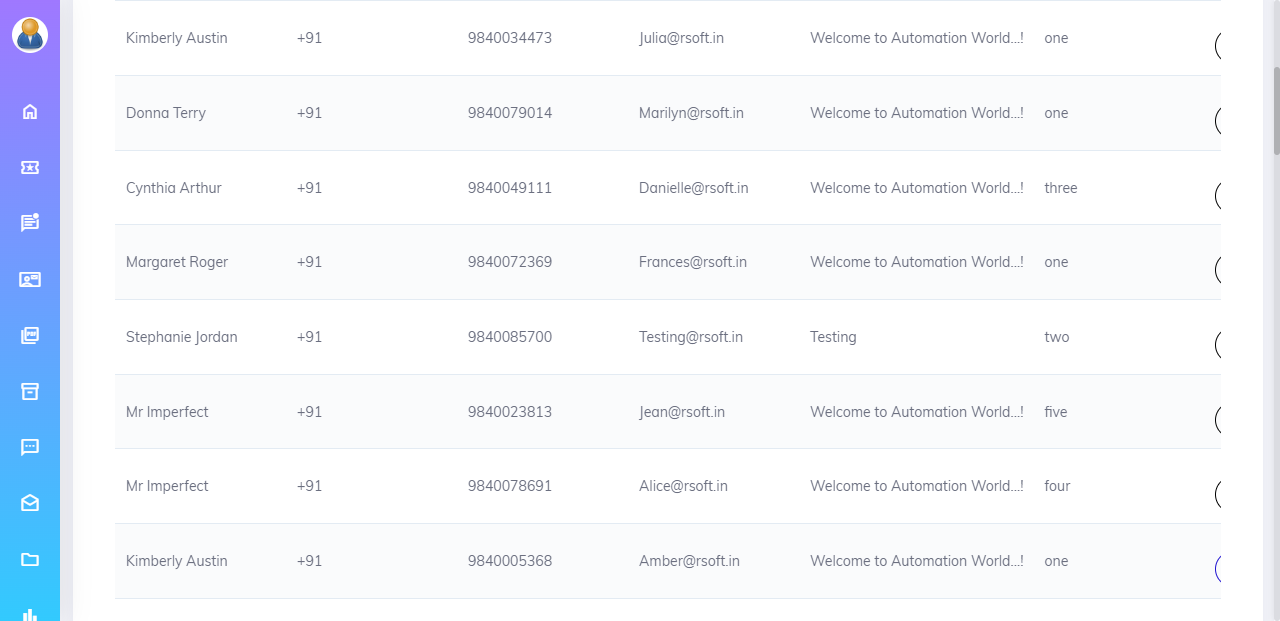 Kimberly Austin +91 9840034473 Julia@rsoft.in Welcome to Automation World...! one
Donna Terry +91 9840079014 Marilyn@rsoft.in Welcome to Automation World...! one
Cynthia Arthur +91 9840049111 Danielle@rsoft.in Welcome to Automation World...! three
Margaret Roger +91 9840072369 Frances@rsoft.in Welcome to Automation World...! one
Stephanie Jordan +91 9840085700 Testing@rsoft.in Testing two
Mr Imperfect +91 9840023813 Jean@rsoft.in Welcome to Automation World...! five
Mr Imperfect +91 9840078691 Alice@rsoft.in Welcome to Automation World...! four
Kimberly Austin +91 9840005368 Amber@rsoft.in Welcome to Automation World...! one